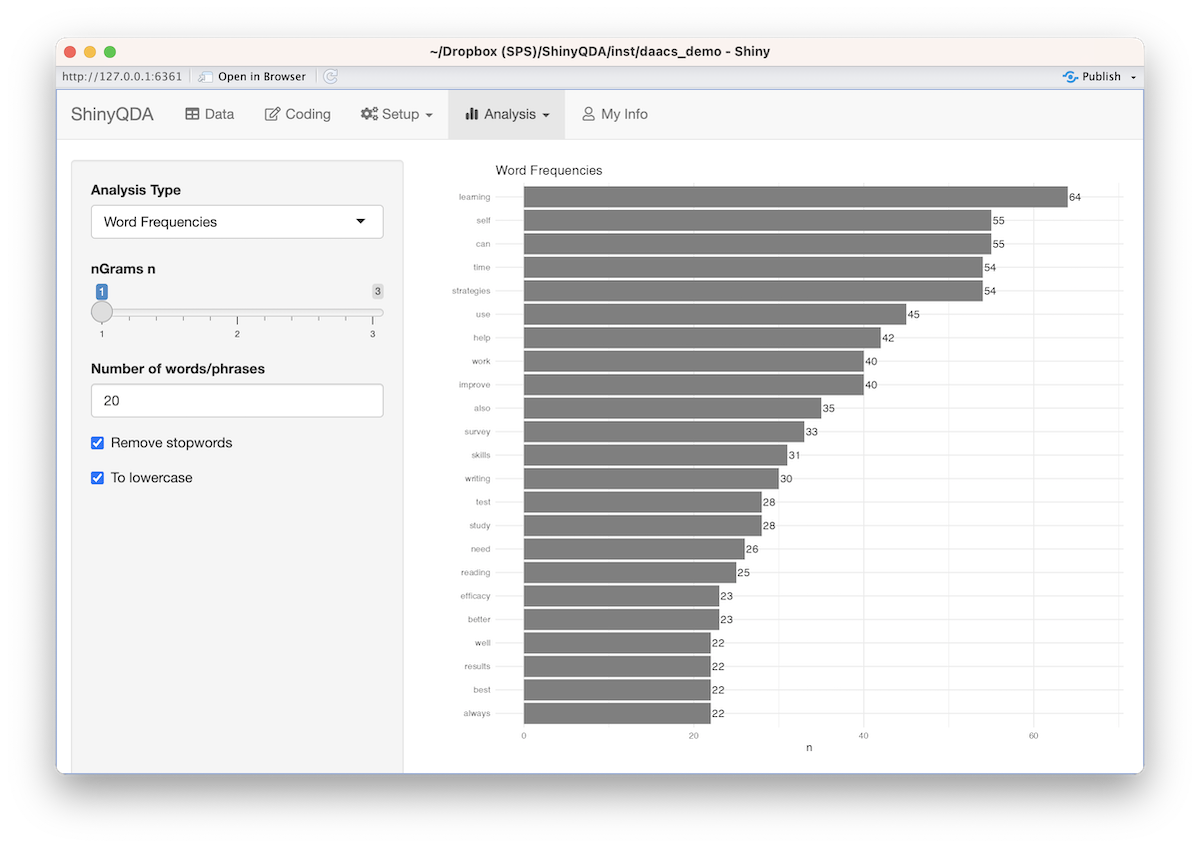 ~/Dropbox (SPS)/ShinyQDA/inst/daacs_demo - Shiny
http://127.0.0.1:6361 Open in Browser Publish
ShinyQDA Data Coding Setup Analysis My Info
Analysis Type
Word Frequencies
nGrams n
1 3
1 2 3
Number of words/phrases
20
Remove stopwords
To lowercase
Word Frequencies
learning 64
self 55
can 55
time 54
strategies 54
use 45
help 42
work 40
improve 40
also 35
survey 33
skills 31
writing 30
test 28
study 28
need 26
reading 25
efficacy 23
better 23
well 22
results 22
best 22
always 22
0 20 40 60
n